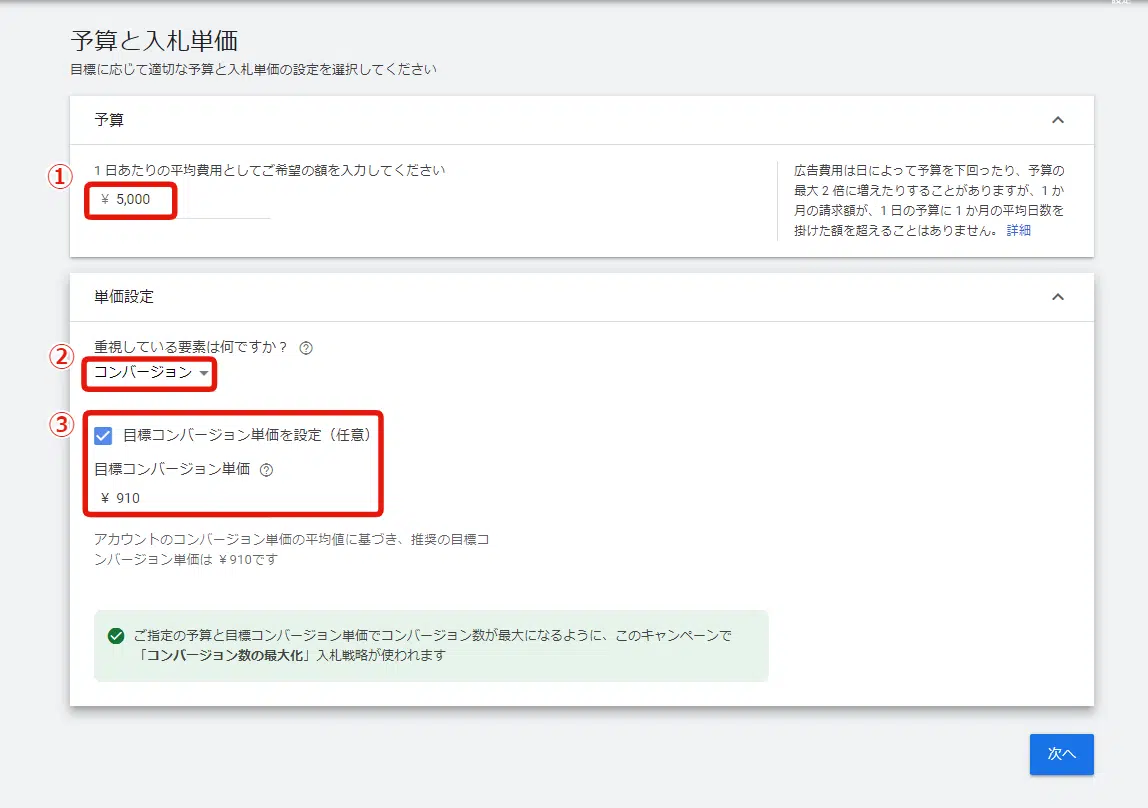 予算と入札単価
目標に応じて適切な予算と入札単価の設定を選択してください
予算
①
1 日あたりの平均費用としてご希望の額を入力してください
¥ 5,000
広告費用は日によって予算を下回ったり、予算の
最大 2 倍に増えたりすることがありますが、1 か
月の請求額が、1 日の予算に 1 か月の平均日数を
掛けた額を超えることはありません。 詳細
単価設定
②
重視している要素は何ですか？ ?
コンバージョン
③
目標コンバージョン単価を設定（任意）
目標コンバージョン単価 ?
¥ 910
アカウントのコンバージョン単価の平均値に基づき、推奨の目標コ
ンバージョン単価は ¥910です
ご指定の予算と目標コンバージョン単価でコンバージョン数が最大になるように、このキャンペーンで
「コンバージョン数の最大化」入札戦略が使われます
次へ